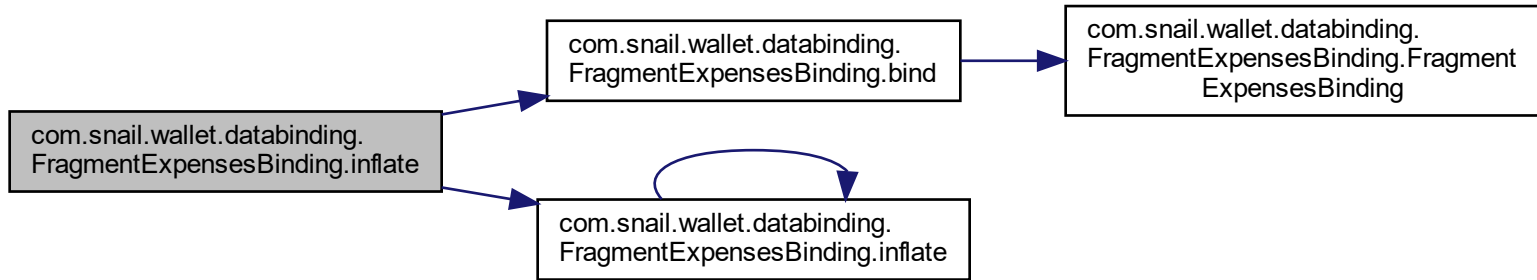 com.snail.wallet.databinding.
FragmentExpensesBinding.inflate
com.snail.wallet.databinding.
FragmentExpensesBinding.bind
com.snail.wallet.databinding.
FragmentExpensesBinding.Fragment
ExpensesBinding
com.snail.wallet.databinding.
FragmentExpensesBinding.inflate